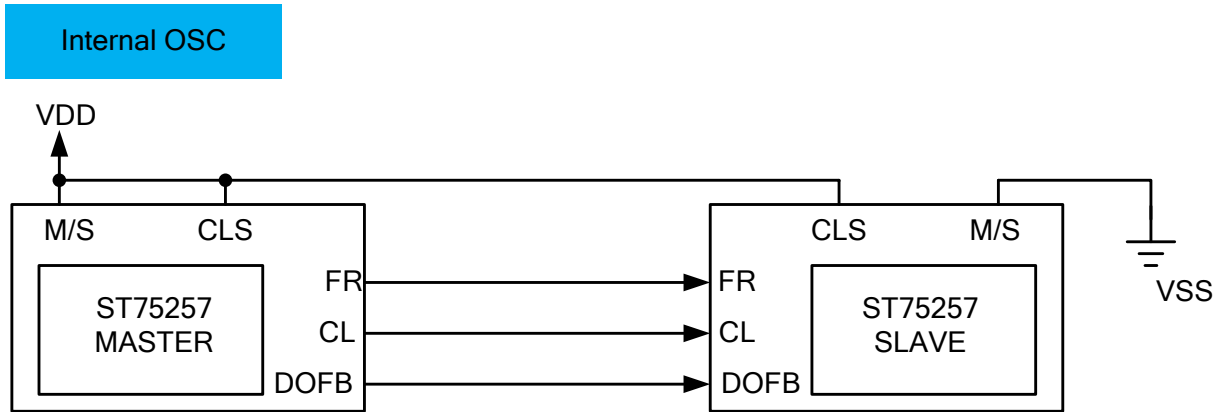 Internal OSC
VDD
M/S CLS
CLS M/S
FR FR
VSS
ST75257
MASTER
CL CL
ST75257
SLAVE
DOFB DOFB